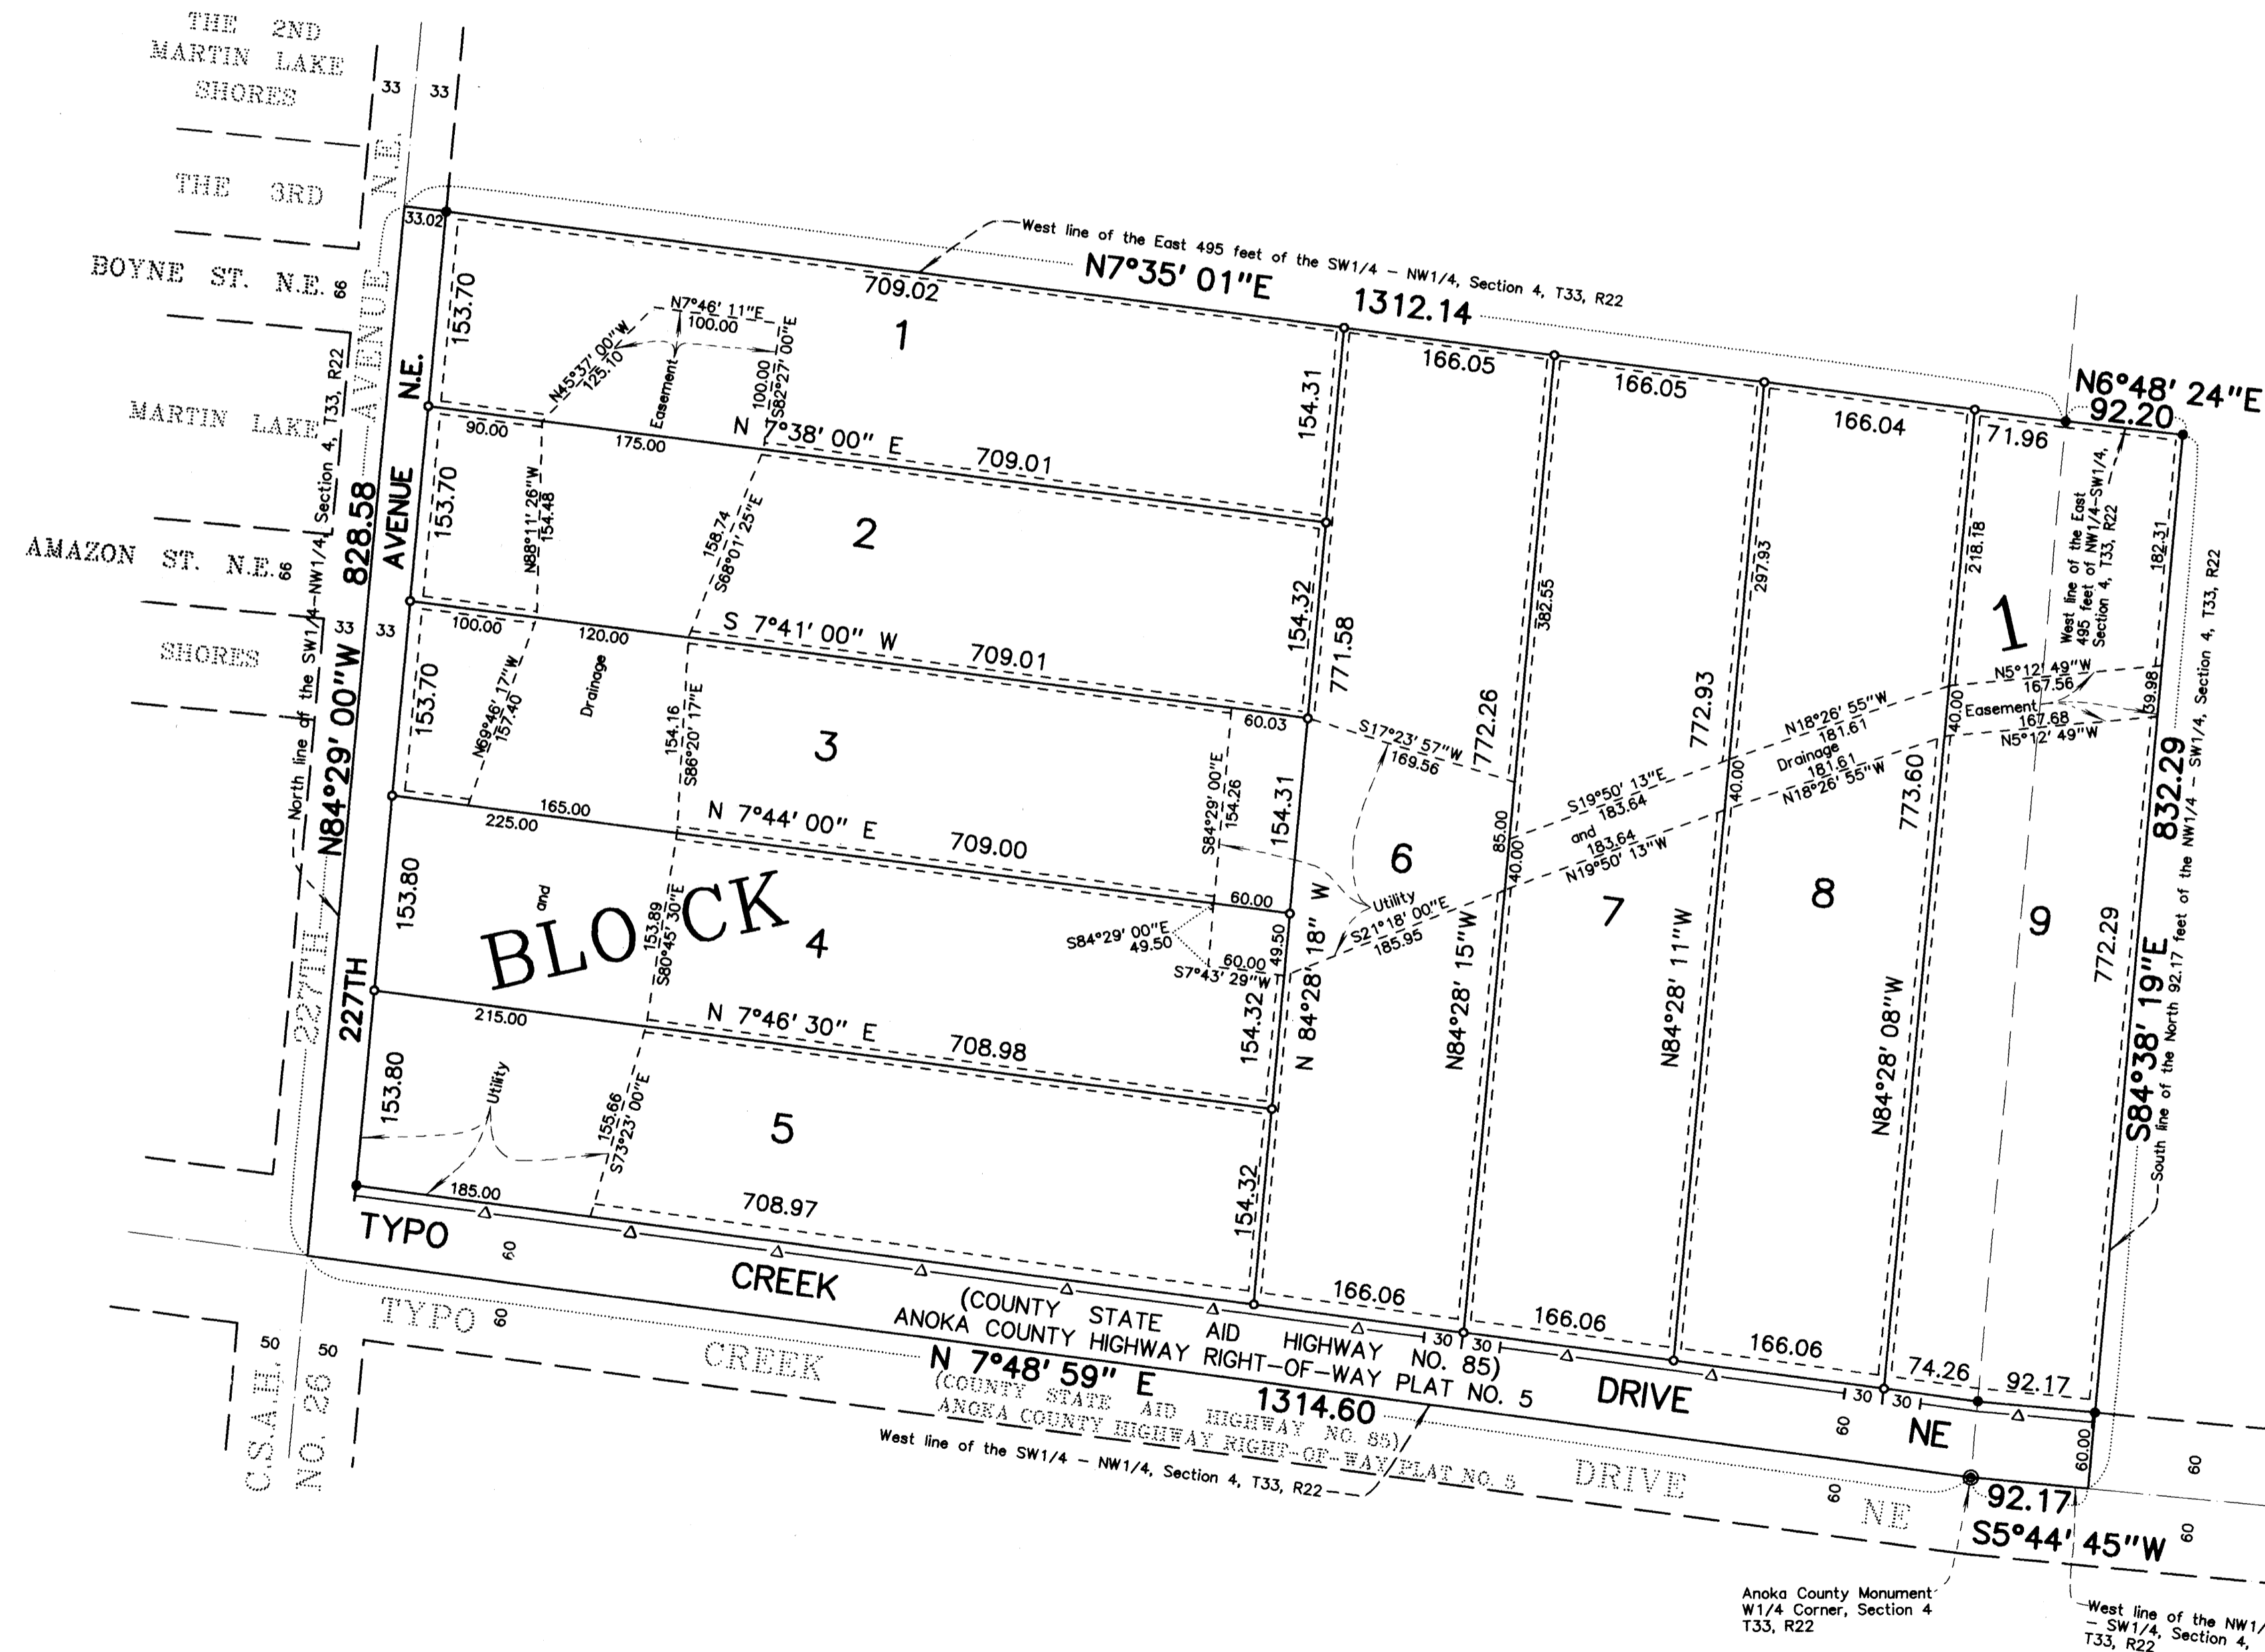 THE 2ND
MARTIN LAKE
SHORES
THE 3RD
BOYNE ST. N.E. 66
MARTIN LAKE
AMAZON ST. N.E. 66
SHORES
33 33
N.E.
AVENUE
227TH
33 33
North line of the SW1/4-NW1/4, Section 4, T33, R22
N84°29' 00"W 828.58
227TH AVENUE N.E.
33.02
West line of the East 495 feet of the SW1/4 - NW1/4, Section 4, T33, R22
N7°35' 01"E 1312.14
709.02
166.05
166.05
166.04
71.96
N6°48' 24"E
92.20
153.70
1
N7°46' 11"E
100.00
N45°37' 00"W
125.10
Easement
100.00
S82°27' 00"E
154.31
90.00
175.00
N 7°38' 00" E 709.01
153.70
2
N88°11' 26"W
154.48
158.74
S68°01' 25"E
154.32
100.00
120.00
S 7°41' 00" W 709.01
60.03
153.70
3
N69°46' 17"W
157.40
Drainage
154.16
S86°20' 17"E
S84°29' 00"E
154.26
154.31
165.00
225.00
N 7°44' 00" E 709.00
60.00
153.80
and
BLOCK
1
4
153.89
S80°45' 30"E
S84°29' 00"E
49.50
60.00
S7°43' 29"W
49.50
154.32
215.00
N 7°46' 30" E 708.98
153.80
Utility
5
155.66
S73°23' 00"E
154.32
185.00
708.97
771.58
N 84°28' 18" W
S17°23' 57"W
169.56
6
Utility
S21°18' 00"E
185.95
772.26
N84°28' 15"W
382.55
85.00
40.00
7
S19°50' 13"E
183.64
and
183.64
N19°50' 13"W
772.93
N84°28' 11"W
297.93
40.00
8
N18°26' 55"W
181.61
Drainage
181.61
N18°26' 55"W
773.60
N84°28' 08"W
218.18
40.00
9
N5°12' 49"W
167.56
Easement
167.68
N5°12' 49"W
West line of the East
495 feet of NW1/4-SW1/4,
Section 4, T33, R22
182.31
39.98
772.29
S84°38' 19"E 832.29
South line of the North 92.17 feet of the NW1/4 - SW1/4, Section 4, T33, R22
166.06
166.06
166.06
74.26
92.17
30 30
30 30
60.00
TYPO CREEK DRIVE NE
60
60
(COUNTY STATE AID HIGHWAY NO. 85)
ANOKA COUNTY HIGHWAY RIGHT-OF-WAY PLAT NO. 5
N 7°48' 59" E 1314.60
TYPO CREEK DRIVE NE
60
60
(COUNTY STATE AID HIGHWAY NO. 85)
ANOKA COUNTY HIGHWAY RIGHT-OF-WAY PLAT NO. 5
West line of the SW1/4 - NW1/4, Section 4, T33, R22
50 50
C.S.A.H.
NO. 26
92.17
S5°44' 45"W
60
60
Anoka County Monument
W1/4 Corner, Section 4
T33, R22
West line of the NW1/
- SW1/4, Section 4,
T33, R22